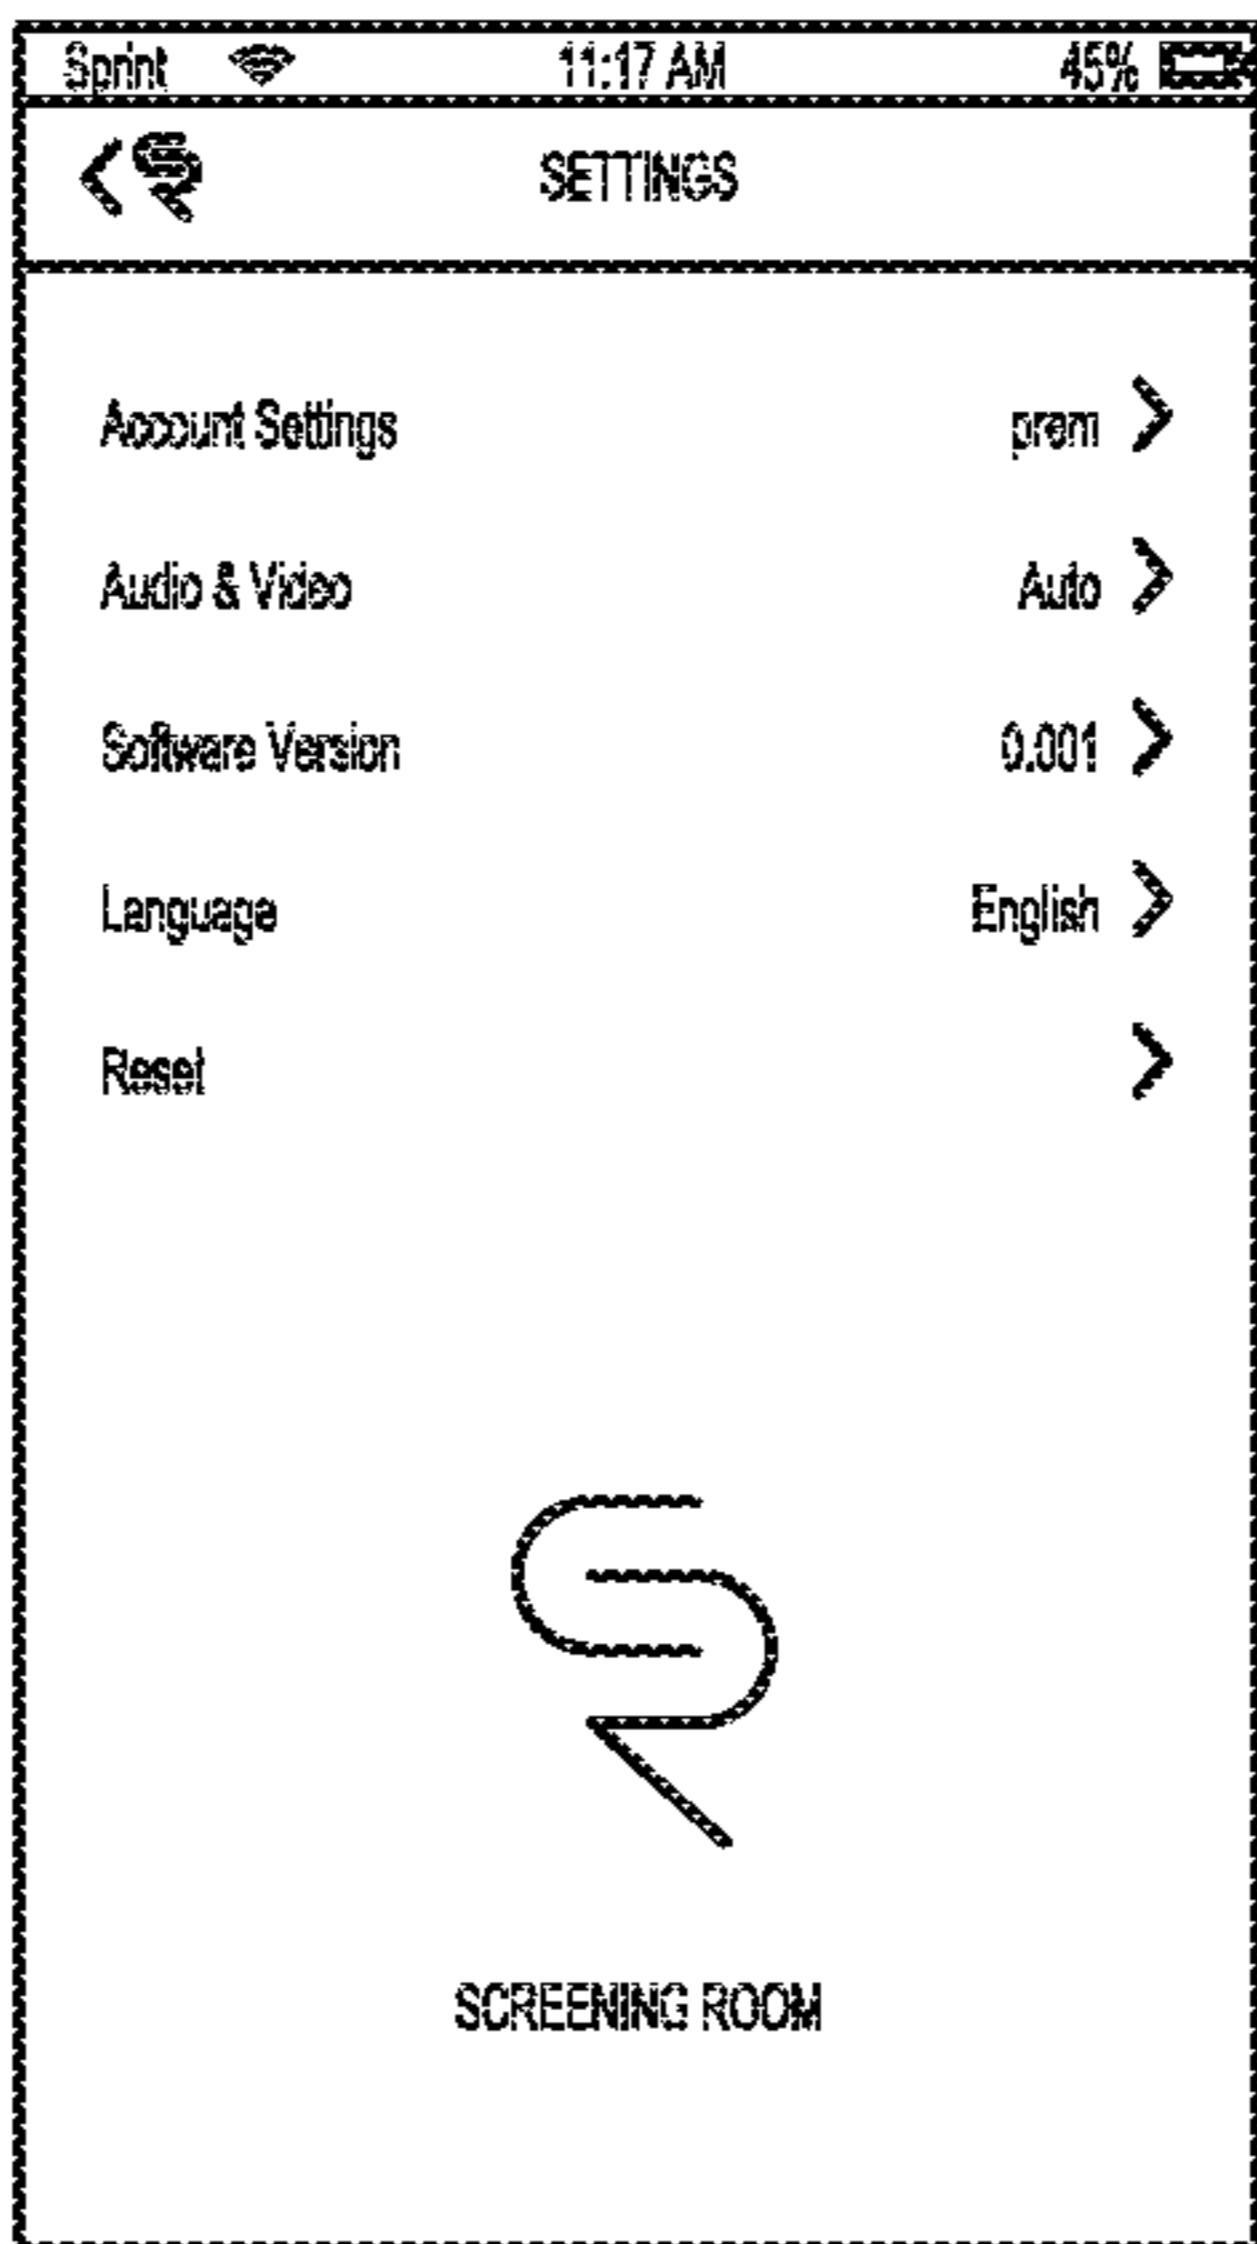 Sprint 11:17 AM 45%
SETTINGS
Account Settings prem
Audio & Video Auto
Software Version 0.001
Language English
Reset
SCREENING ROOM